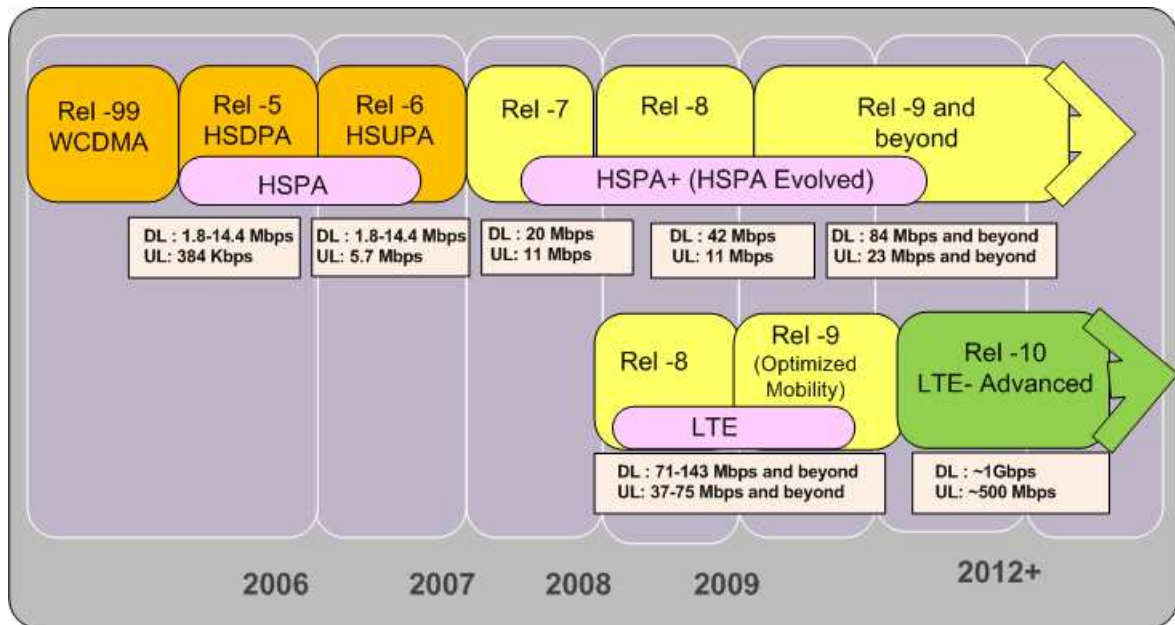 Rel -99
WCDMA
Rel -5
HSDPA
Rel -6
HSUPA
Rel -7
Rel -8
Rel -9 and
beyond
HSPA
HSPA+ (HSPA Evolved)
DL : 1.8-14.4 Mbps
UL: 384 Kbps
DL : 1.8-14.4 Mbps
UL: 5.7 Mbps
DL : 20 Mbps
UL: 11 Mbps
DL : 42 Mbps
UL: 11 Mbps
DL : 84 Mbps and beyond
UL: 23 Mbps and beyond
Rel -8
Rel -9
(Optimized
Mobility)
LTE
Rel -10
LTE- Advanced
DL : 71-143 Mbps and beyond
UL: 37-75 Mbps and beyond
DL : ~1Gbps
UL: ~500 Mbps
2006
2007
2008
2009
2012+